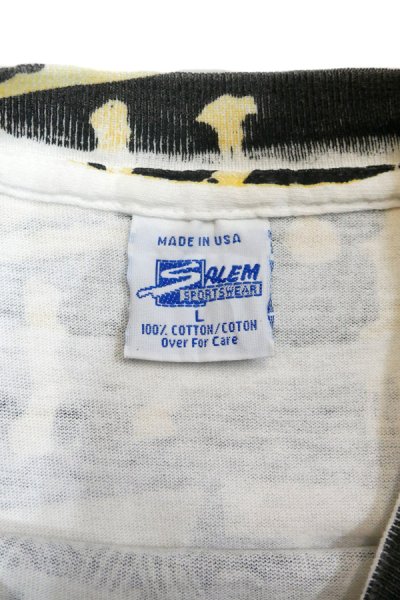 MADE IN USA
SALEM
SPORTSWEAR
L
100% COTTON/COTON
Over For Care